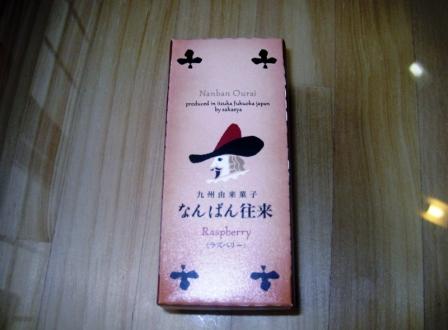 Nanban Ourai
produced in iizuka fukuoka japan
by sakaeya
九州由来菓子
なんばん往来
Raspberry
(ラズベリー)